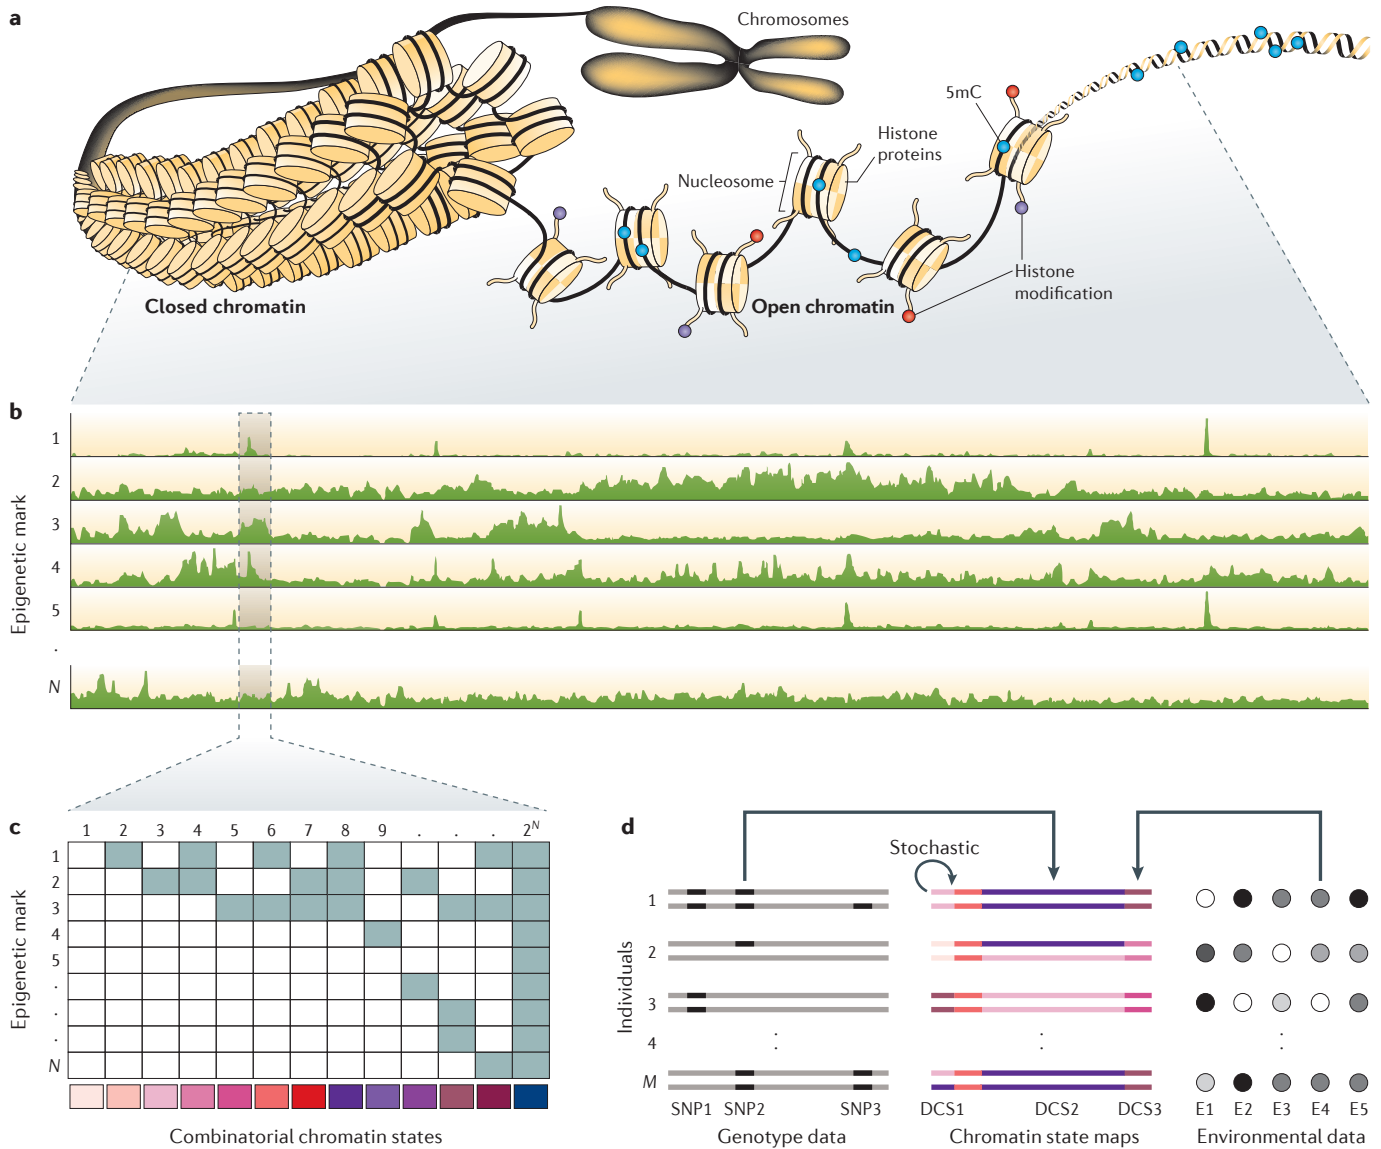 a
Chromosomes
5mC
Histone
proteins
Nucleosome
Histone
modification
Closed chromatin
Open chromatin
b
Epigenetic mark
1
2
3
4
5
.
N
c
1 2 3 4 5 6 7 8 9 . . . 2^N
Epigenetic mark
1
2
3
4
5
.
.
.
N
Combinatorial chromatin states
d
Stochastic
Individuals
1
2
3
4
M
:
:
:
SNP1 SNP2 SNP3
DCS1 DCS2 DCS3
E1 E2 E3 E4 E5
Genotype data
Chromatin state maps
Environmental data